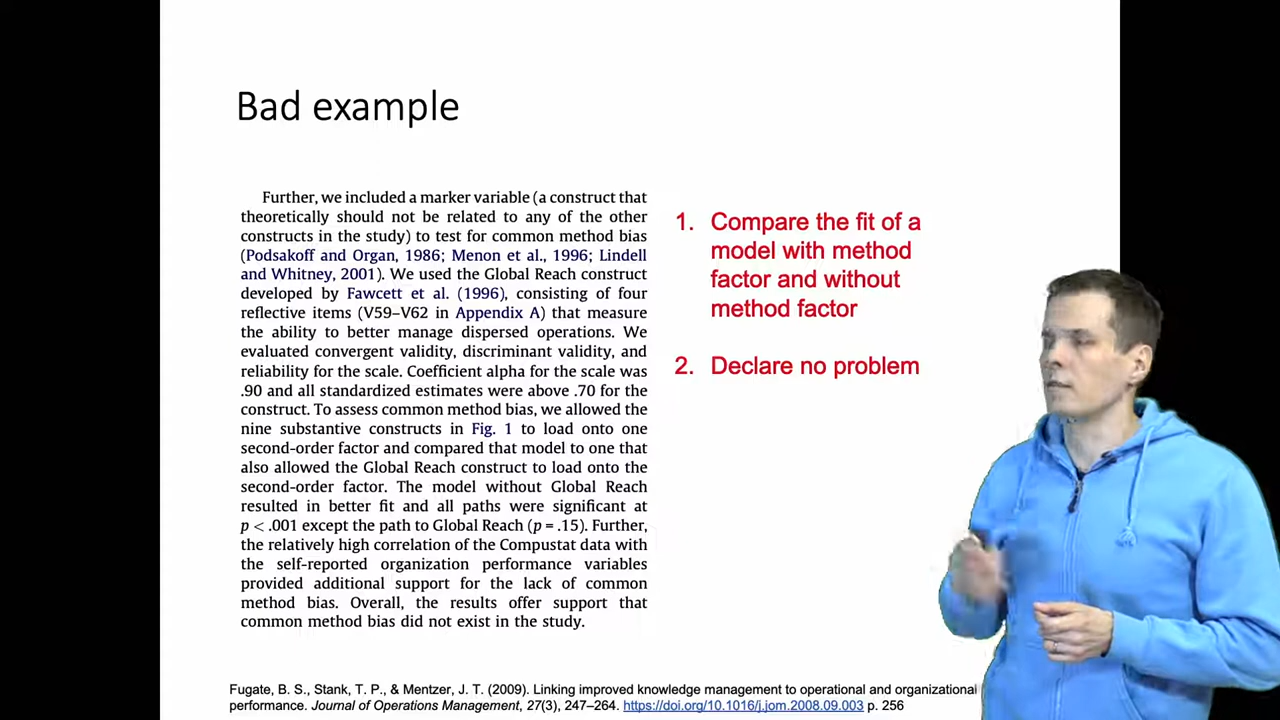 Bad example
Further, we included a marker variable (a construct that
theoretically should not be related to any of the other
constructs in the study) to test for common method bias
(Podsakoff and Organ, 1986; Menon et al., 1996; Lindell
and Whitney, 2001). We used the Global Reach construct
developed by Fawcett et al. (1996), consisting of four
reflective items (V59–V62 in Appendix A) that measure
the ability to better manage dispersed operations. We
evaluated convergent validity, discriminant validity, and
reliability for the scale. Coefficient alpha for the scale was
.90 and all standardized estimates were above .70 for the
construct. To assess common method bias, we allowed the
nine substantive constructs in Fig. 1 to load onto one
second-order factor and compared that model to one that
also allowed the Global Reach construct to load onto the
second-order factor. The model without Global Reach
resulted in better fit and all paths were significant at
p < .001 except the path to Global Reach (p = .15). Further,
the relatively high correlation of the Compustat data with
the self-reported organization performance variables
provided additional support for the lack of common
method bias. Overall, the results offer support that
common method bias did not exist in the study.
1. Compare the fit of a
model with method
factor and without
method factor
2. Declare no problem
Fugate, B. S., Stank, T. P., & Mentzer, J. T. (2009). Linking improved knowledge management to operational and organizational
performance. Journal of Operations Management, 27(3), 247–264. https://doi.org/10.1016/j.jom.2008.09.003 p. 256